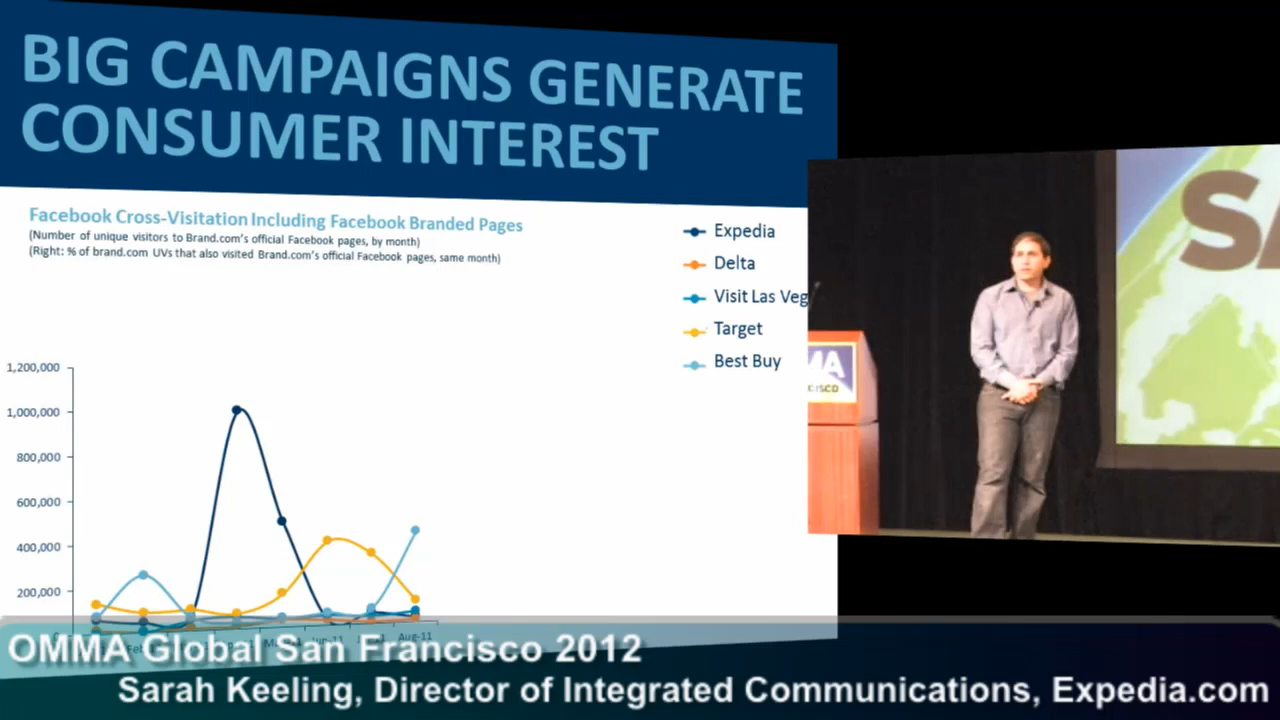 BIG CAMPAIGNS GENERATE
CONSUMER INTEREST
Facebook Cross-Visitation Including Facebook Branded Pages
(Number of unique visitors to Brand.com's official Facebook pages, by month)
(Right: % of brand.com UVs that also visited Brand.com's official Facebook pages, same month)
Expedia
Delta
Visit Las Veg
Target
Best Buy
1,200,000
1,000,000
800,000
600,000
400,000
200,000
Aug-11
SA
MA
CISCO
OMMA Global San Francisco 2012
Sarah Keeling, Director of Integrated Communications, Expedia.com